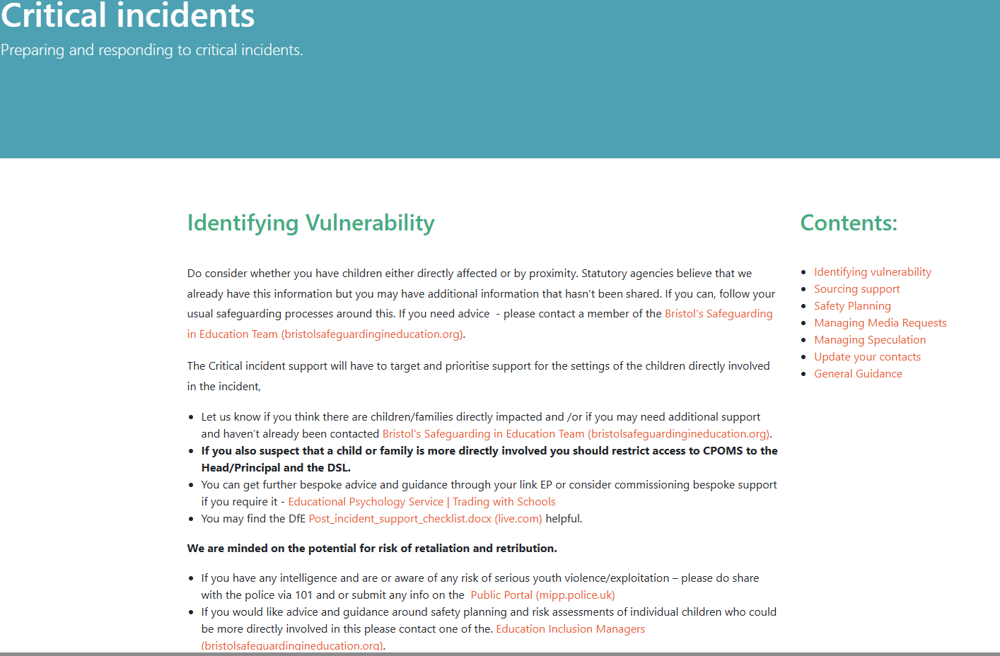 Critical incidents
Preparing and responding to critical incidents.
Identifying Vulnerability
Do consider whether you have children either directly affected or by proximity. Statutory agencies believe that we
already have this information but you may have additional information that hasn't been shared. If you can, follow your
usual safeguarding processes around this. If you need advice  - please contact a member of the Bristol's Safeguarding
in Education Team (bristolsafeguardingineducation.org).
The Critical incident support will have to target and prioritise support for the settings of the children directly involved
in the incident,
• Let us know if you think there are children/families directly impacted and /or if you may need additional support
and haven’t already been contacted Bristol's Safeguarding in Education Team (bristolsafeguardingineducation.org).
• If you also suspect that a child or family is more directly involved you should restrict access to CPOMS to the
Head/Principal and the DSL.
• You can get further bespoke advice and guidance through your link EP or consider commissioning bespoke support
if you require it - Educational Psychology Service | Trading with Schools
• You may find the DfE Post_incident_support_checklist.docx (live.com) helpful.
We are minded on the potential for risk of retaliation and retribution.
• If you have any intelligence and are or aware of any risk of serious youth violence/exploitation – please do share
with the police via 101 and or submit any info on the  Public Portal (mipp.police.uk)
• If you would like advice and guidance around safety planning and risk assessments of individual children who could
be more directly involved in this please contact one of the. Education Inclusion Managers
(bristolsafeguardingineducation.org).
Contents:
• Identifying vulnerability
• Sourcing support
• Safety Planning
• Managing Media Requests
• Managing Speculation
• Update your contacts
• General Guidance